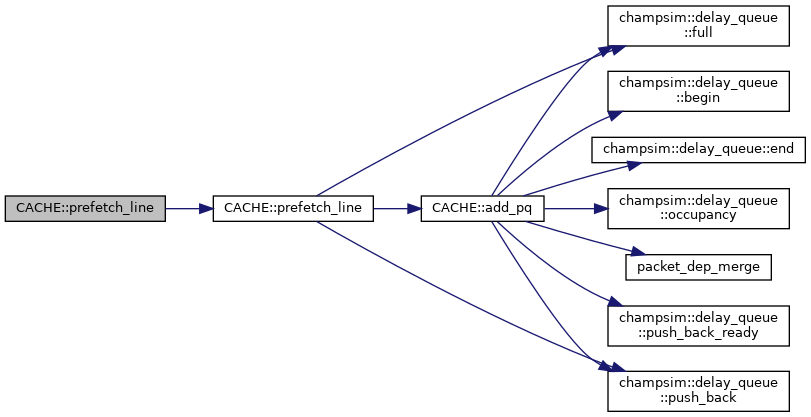 CACHE::prefetch_line
CACHE::prefetch_line
CACHE::add_pq
champsim::delay_queue
::full
champsim::delay_queue
::begin
champsim::delay_queue::end
champsim::delay_queue
::occupancy
packet_dep_merge
champsim::delay_queue
::push_back_ready
champsim::delay_queue
::push_back